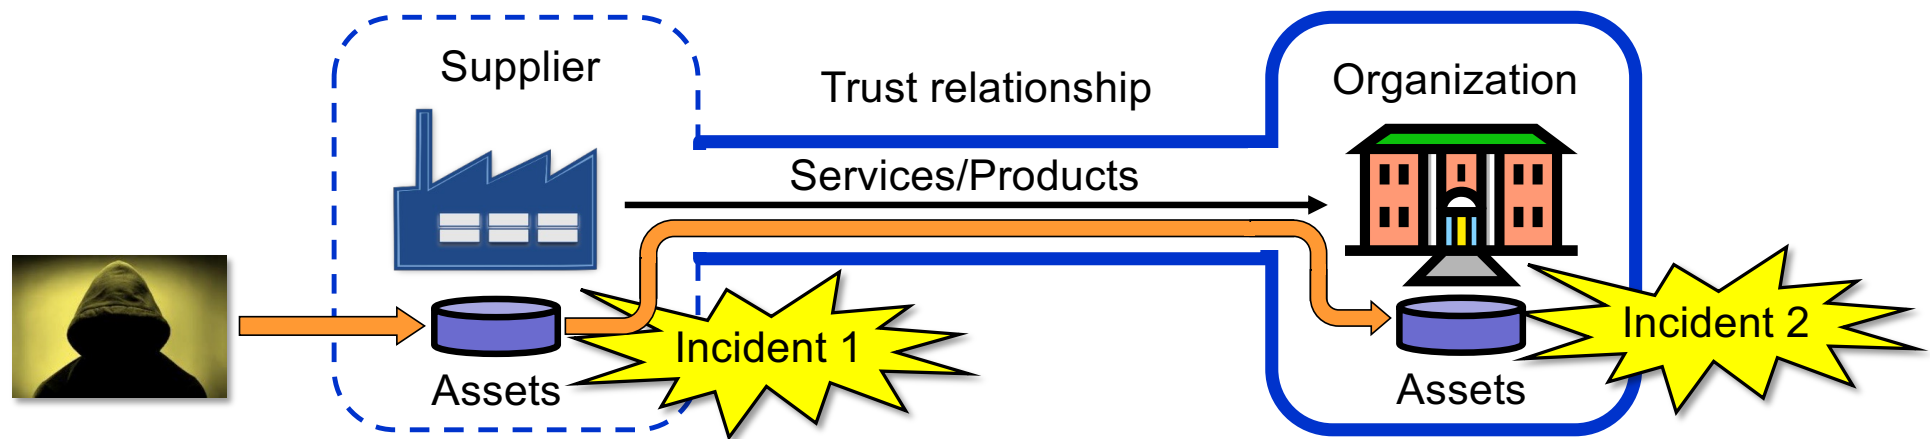 Supplier
Trust relationship
Organization
Services/Products
Incident 1
Incident 2
Assets
Assets